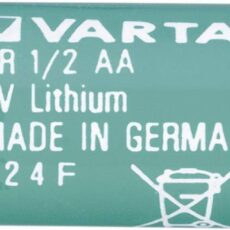 VARTA
R 1/2 AA
V Lithium
MADE IN GERMA
24F